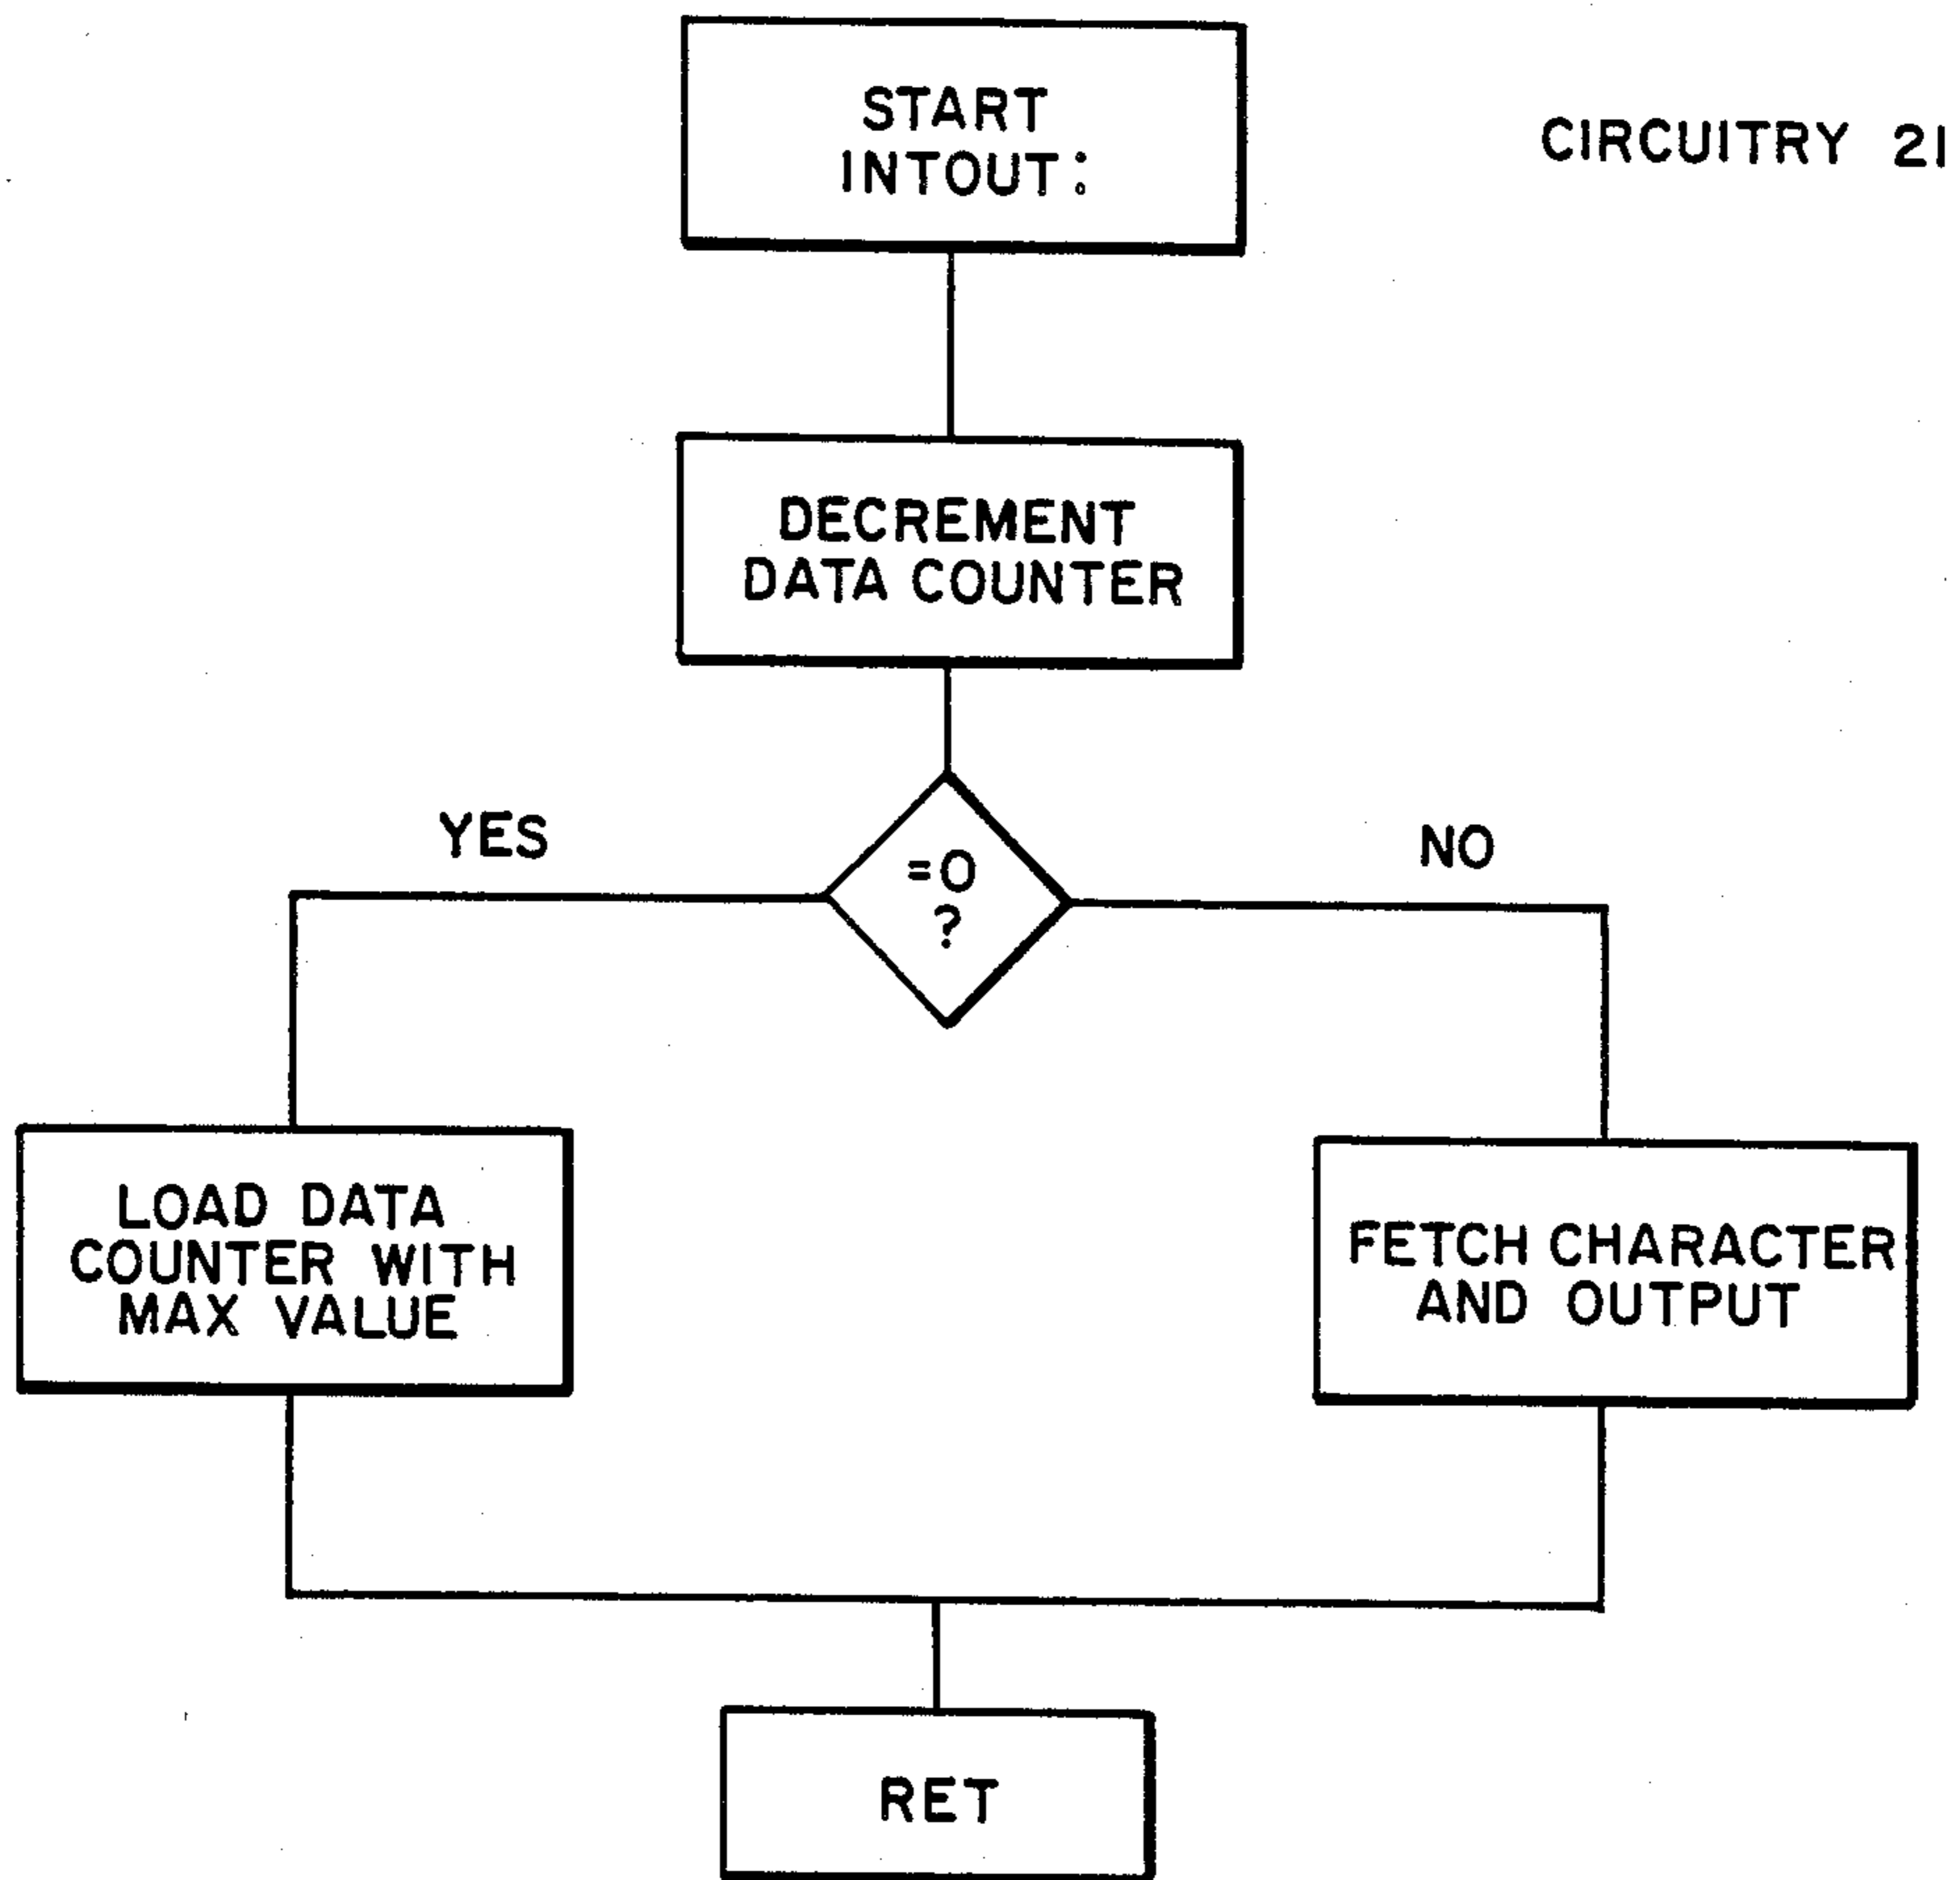 START
INTOUT:
CIRCUITRY 21
DECREMENT
DATA COUNTER
YES
=0
?
NO
LOAD DATA
COUNTER WITH
MAX VALUE
FETCH CHARACTER
AND OUTPUT
RET